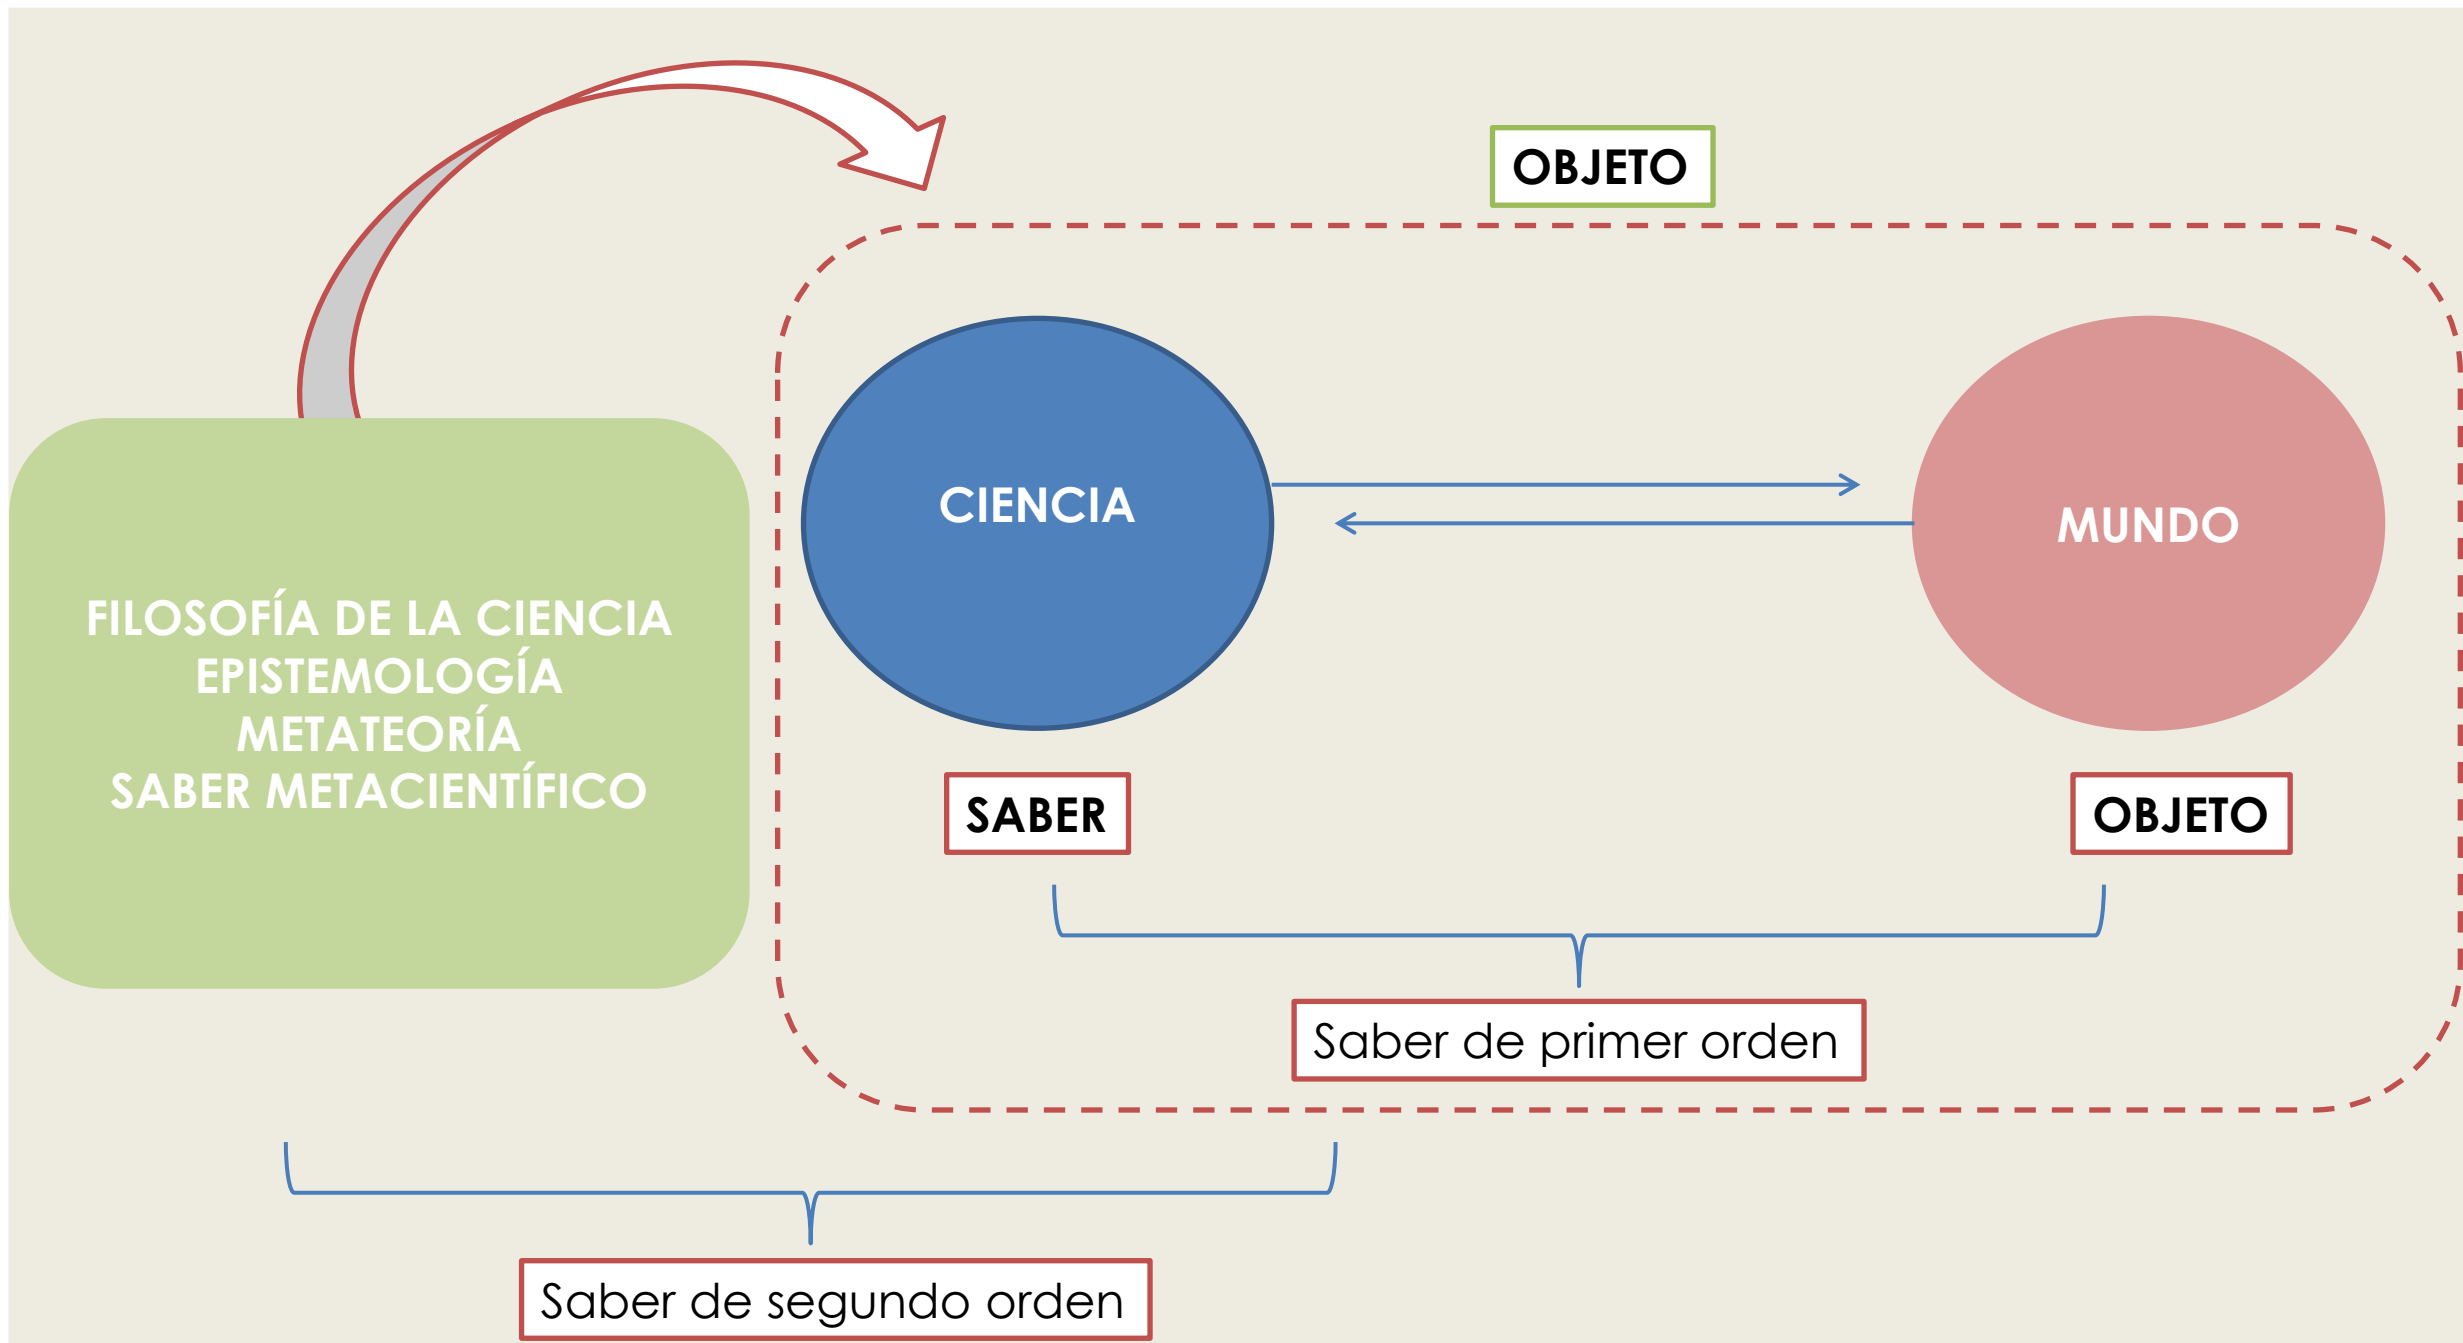 OBJETO
CIENCIA
MUNDO
FILOSOFÍA DE LA CIENCIA
EPISTEMOLOGÍA
METATEORÍA
SABER METACIENTÍFICO
SABER
OBJETO
Saber de primer orden
Saber de segundo orden